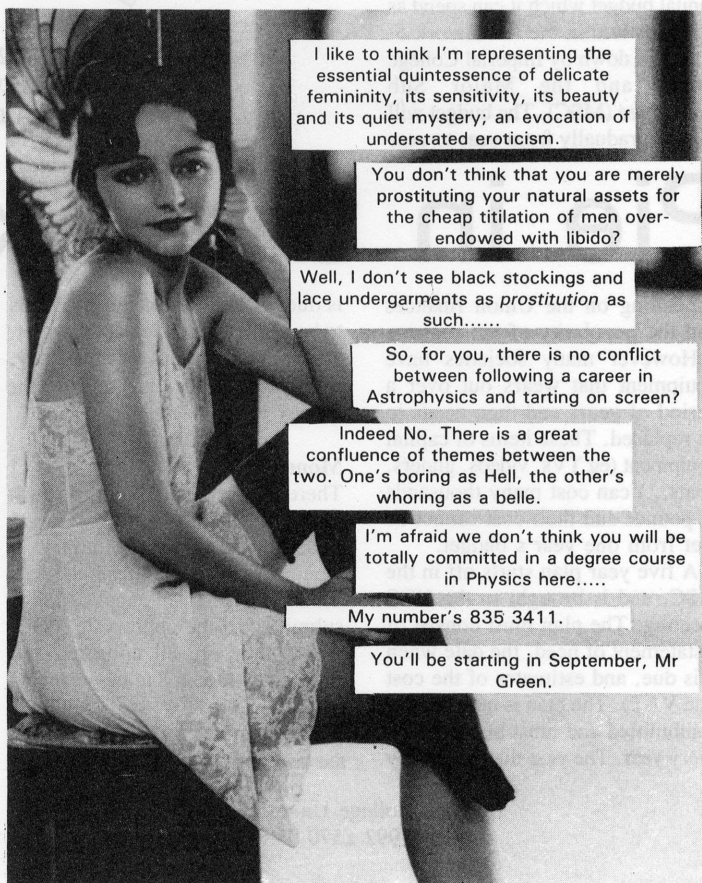 I like to think I'm representing the
essential quintessence of delicate
femininity, its sensitivity, its beauty
and its quiet mystery; an evocation of
understated eroticism.
You don't think that you are merely
prostituting your natural assets for
the cheap titilation of men over-
endowed with libido?
Well, I don't see black stockings and
lace undergarments as prostitution as
such......
So, for you, there is no conflict
between following a career in
Astrophysics and tarting on screen?
Indeed No. There is a great
confluence of themes between the
two. One's boring as Hell, the other's
whoring as a belle.
I'm afraid we don't think you will be
totally committed in degree course
in Physics here.....
My number's 835 3411.
You'll be starting in September, Mr
Green.